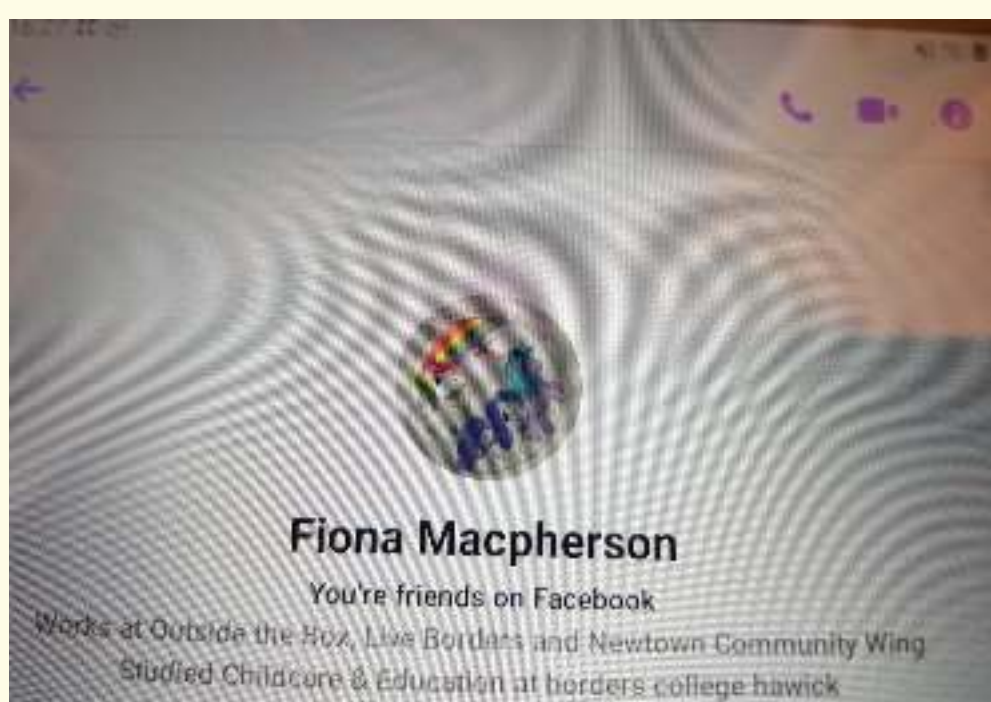 Fiona Macpherson
You're friends on Facebook
Works at Outside the Box, Live Borders and Newtown Community Wing
Studied Childcare & Education at borders college hawick